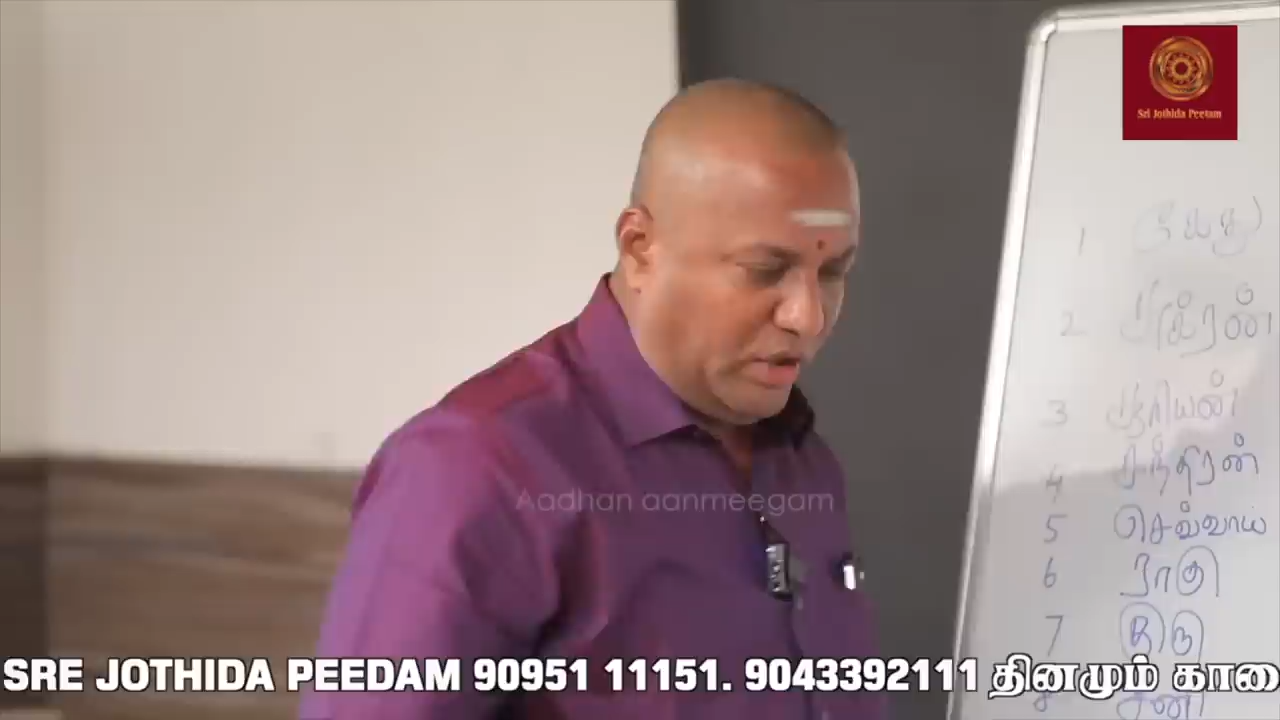 Sri Jothida Peetam
1 கேது
2 சுக்ரன்
3 சூரியன்
4 சந்திரன்
5 செவ்வாய்
6 ராகு
7 குரு
சனி
Aadhan aanmeegam
SRE JOTHIDA PEEDAM 90951 11151. 9043392111 தினமும் காலை